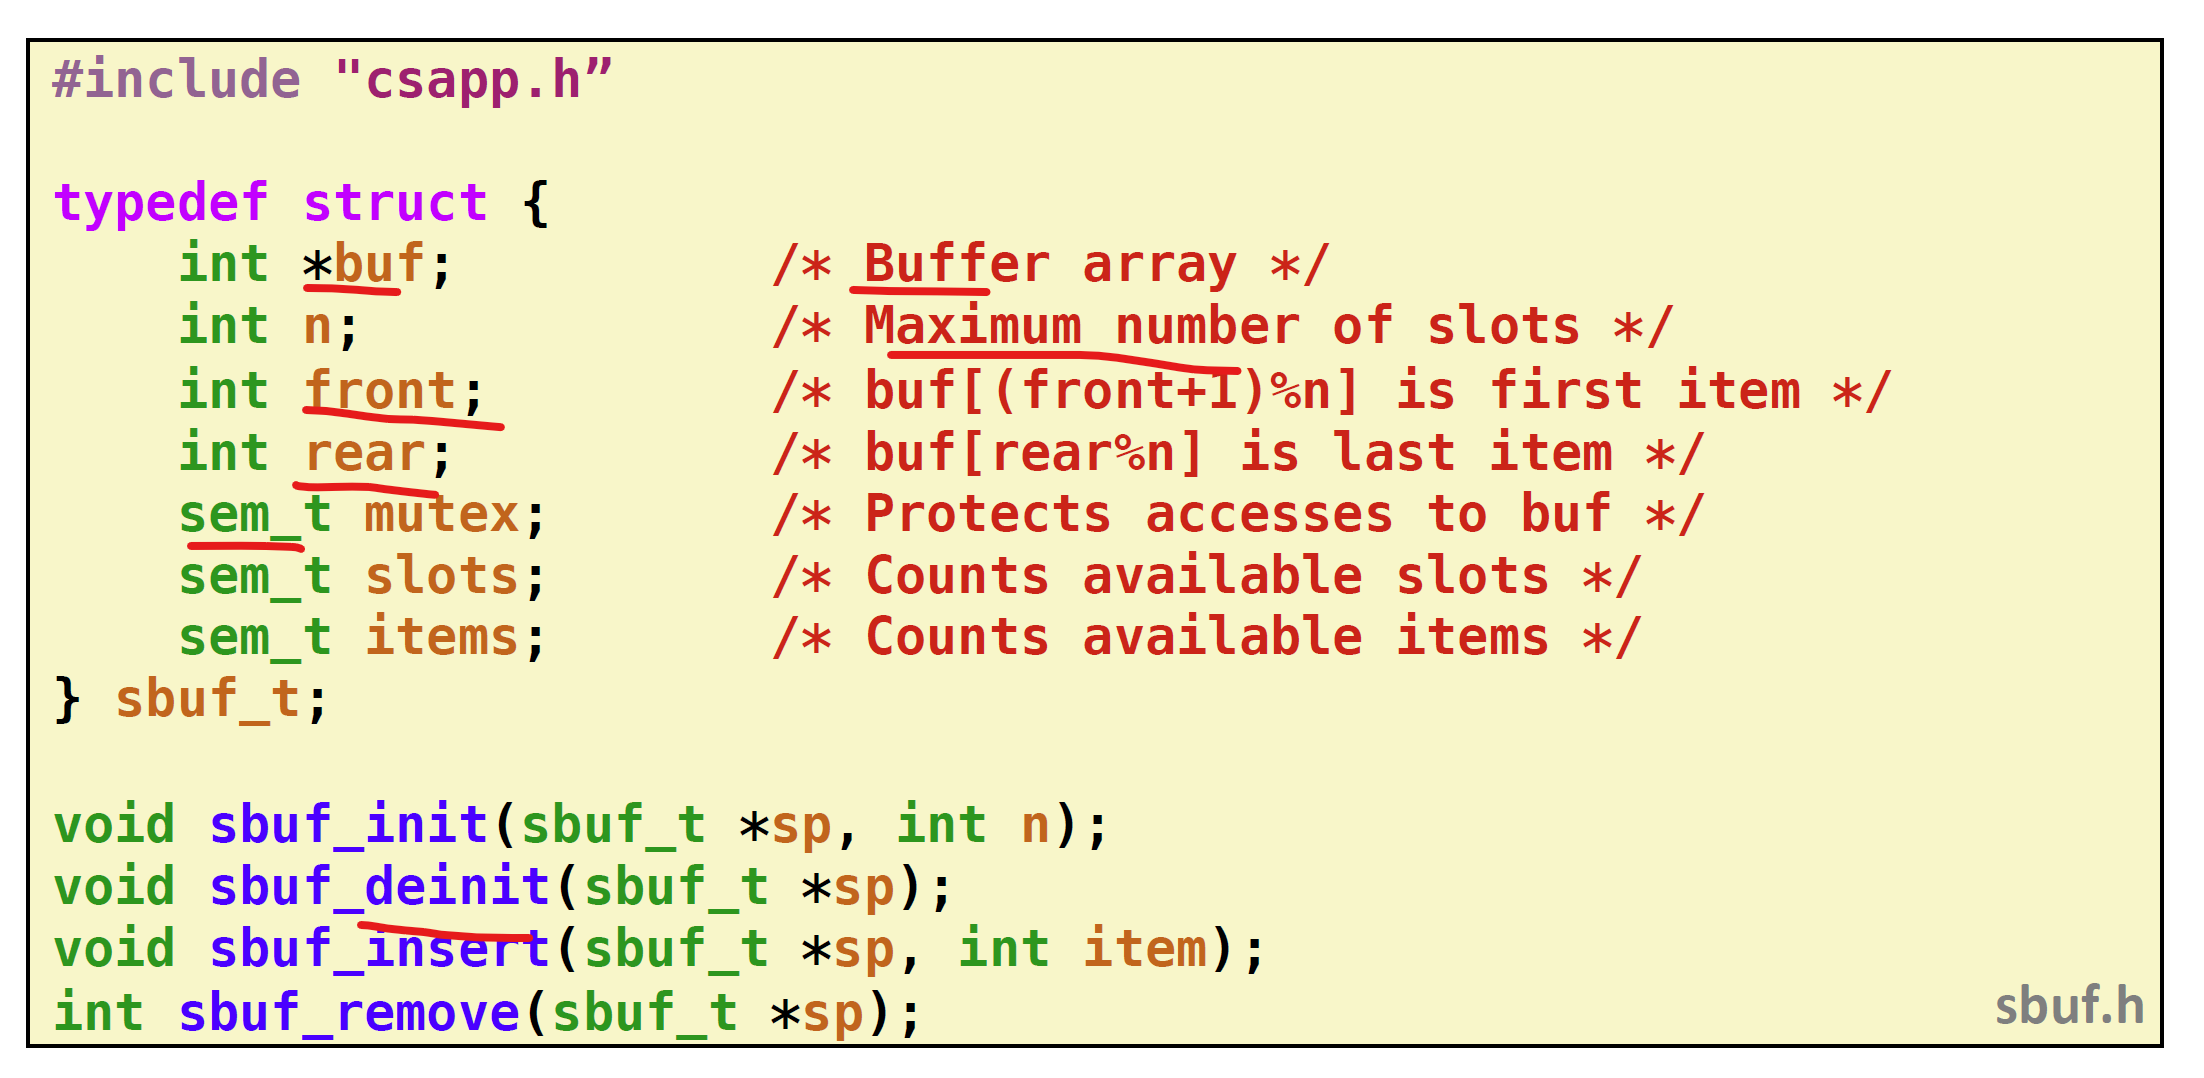 #include "csapp.h”
typedef struct {
int *buf; /* Buffer array */
int n; /* Maximum number of slots */
int front; /* buf[(front+1)%n] is first item */
int rear; /* buf[rear%n] is last item */
sem_t mutex; /* Protects accesses to buf */
sem_t slots; /* Counts available slots */
sem_t items; /* Counts available items */
} sbuf_t;
void sbuf_init(sbuf_t *sp, int n);
void sbuf_deinit(sbuf_t *sp);
void sbuf_insert(sbuf_t *sp, int item);
int sbuf_remove(sbuf_t *sp);
sbuf.h